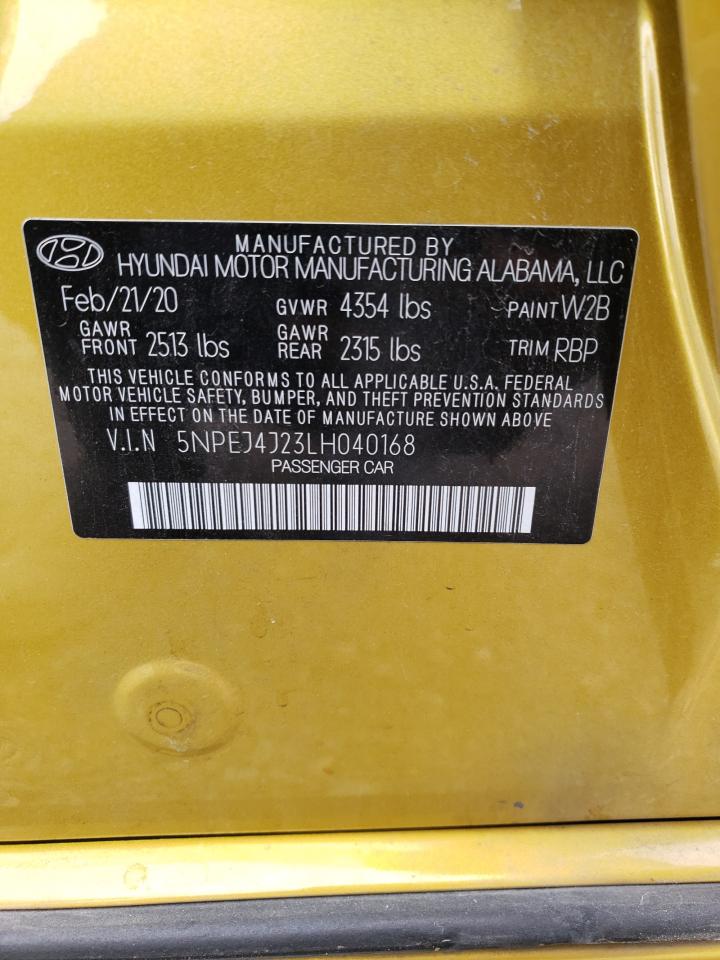 MANUFACTURED BY
HYUNDAI MOTOR MANUFACTURING ALABAMA, LLC
Feb/21/20 GVWR 4354 lbs PAINT W2B
GAWR FRONT 2513 lbs GAWR REAR 2315 lbs TRIM RBP
THIS VEHICLE CONFORMS TO ALL APPLICABLE U.S.A. FEDERAL
MOTOR VEHICLE SAFETY, BUMPER, AND THEFT PREVENTION STANDARDS
IN EFFECT ON THE DATE OF MANUFACTURE SHOWN ABOVE
V.I.N 5NPEJ4J23LH040168
PASSENGER CAR